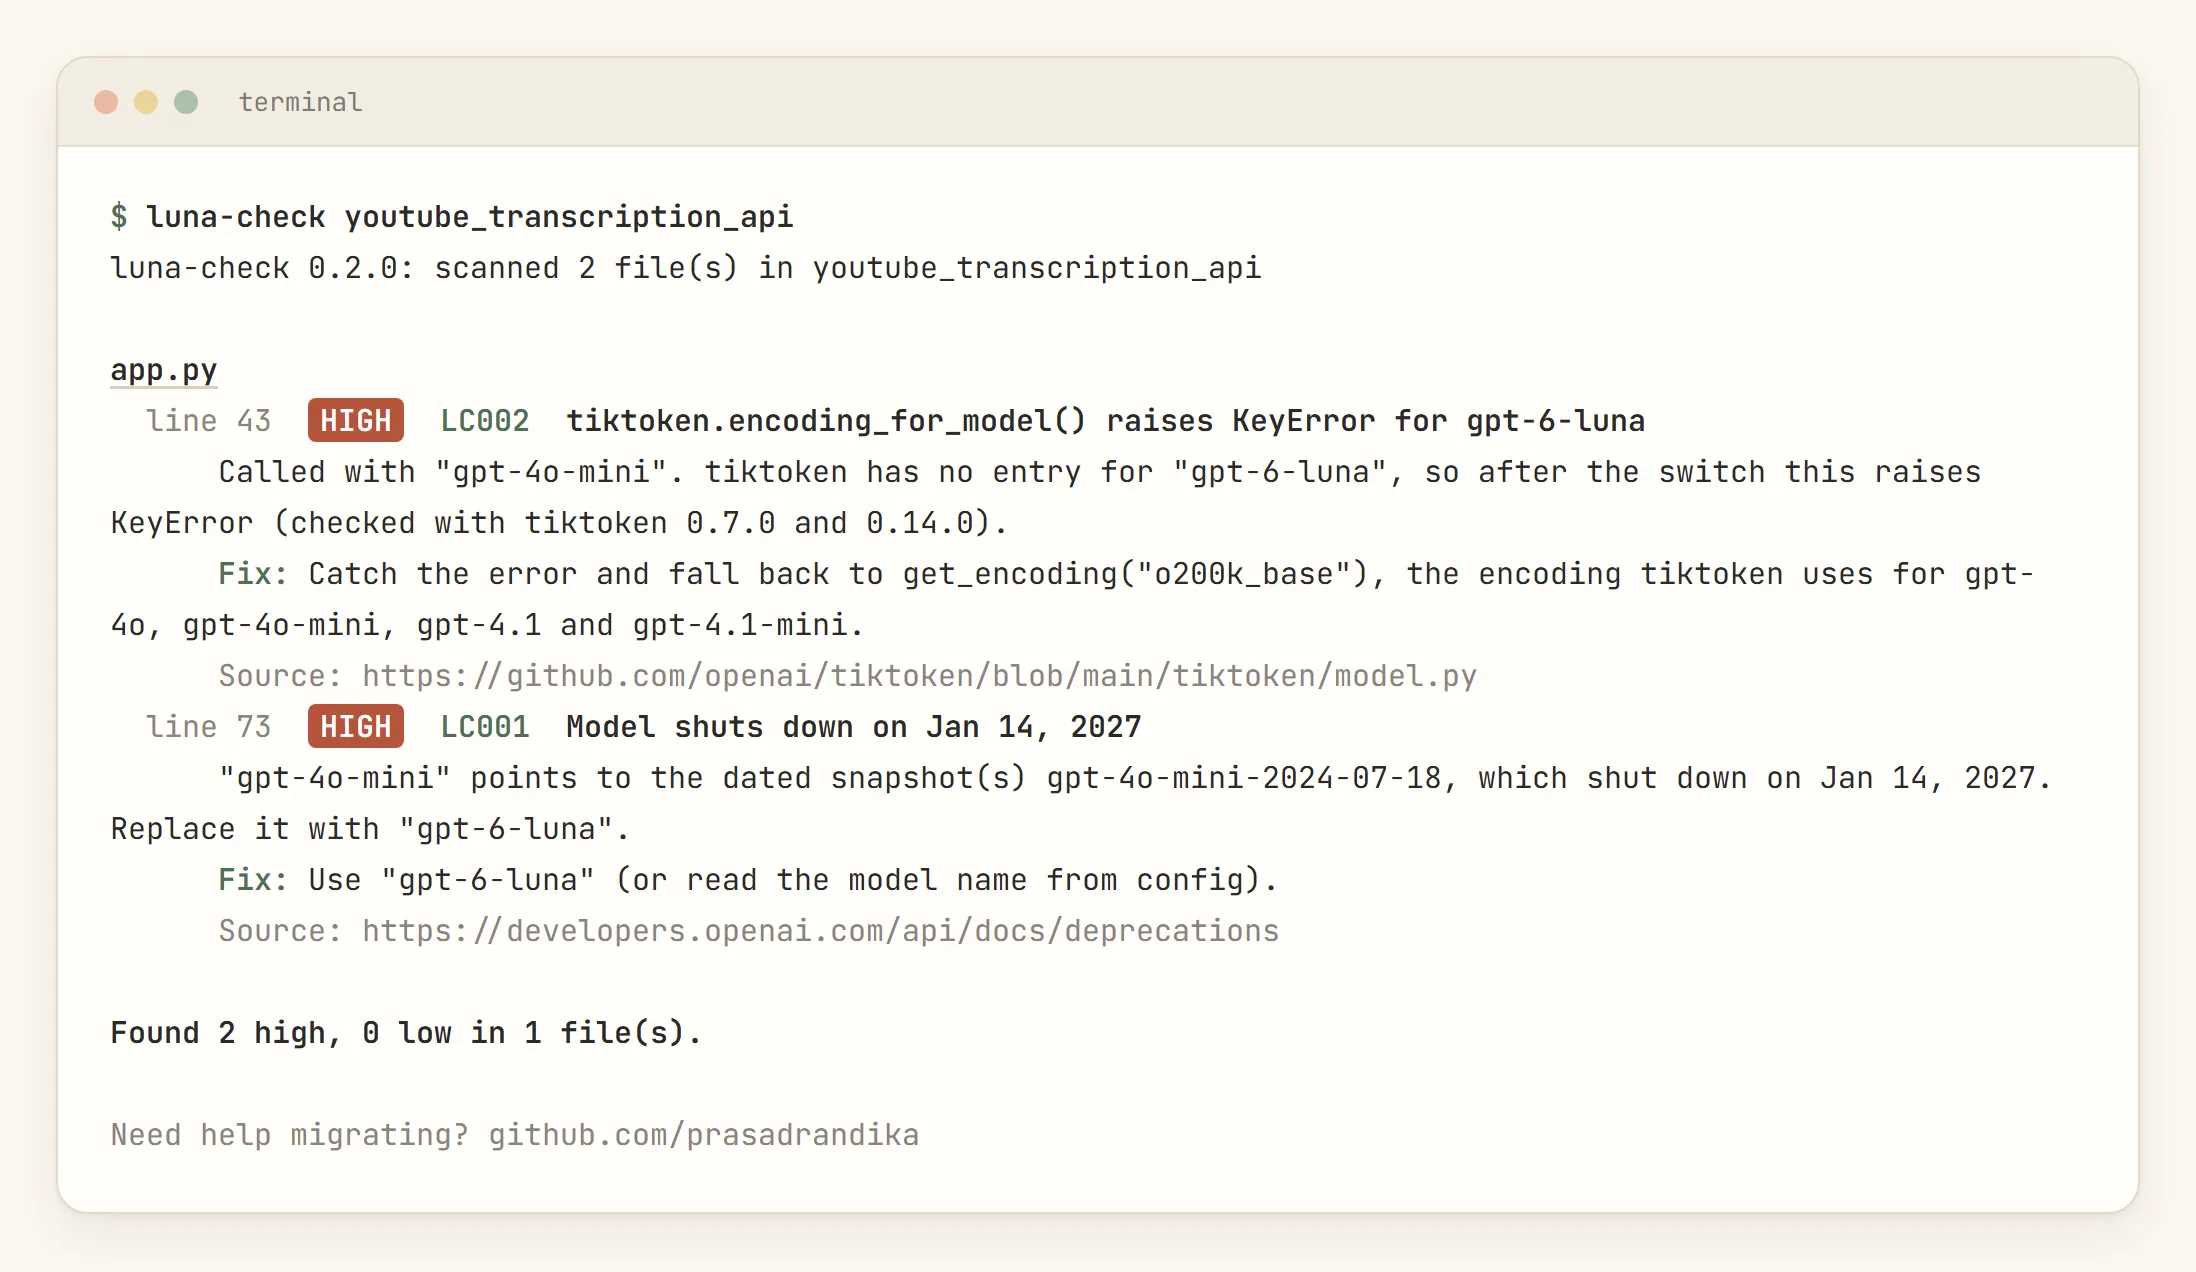 terminal
$ luna-check youtube_transcription_api
luna-check 0.2.0: scanned 2 file(s) in youtube_transcription_api
app.py
line 43 HIGH LC002 tiktoken.encoding_for_model() raises KeyError for gpt-6-luna
Called with "gpt-4o-mini". tiktoken has no entry for "gpt-6-luna", so after the switch this raises
KeyError (checked with tiktoken 0.7.0 and 0.14.0).
Fix: Catch the error and fall back to get_encoding("o200k_base"), the encoding tiktoken uses for gpt-
4o, gpt-4o-mini, gpt-4.1 and gpt-4.1-mini.
Source: https://github.com/openai/tiktoken/blob/main/tiktoken/model.py
line 73 HIGH LC001 Model shuts down on Jan 14, 2027
"gpt-4o-mini" points to the dated snapshot(s) gpt-4o-mini-2024-07-18, which shut down on Jan 14, 2027.
Replace it with "gpt-6-luna".
Fix: Use "gpt-6-luna" (or read the model name from config).
Source: https://developers.openai.com/api/docs/deprecations
Found 2 high, 0 low in 1 file(s).
Need help migrating? github.com/prasadrandika